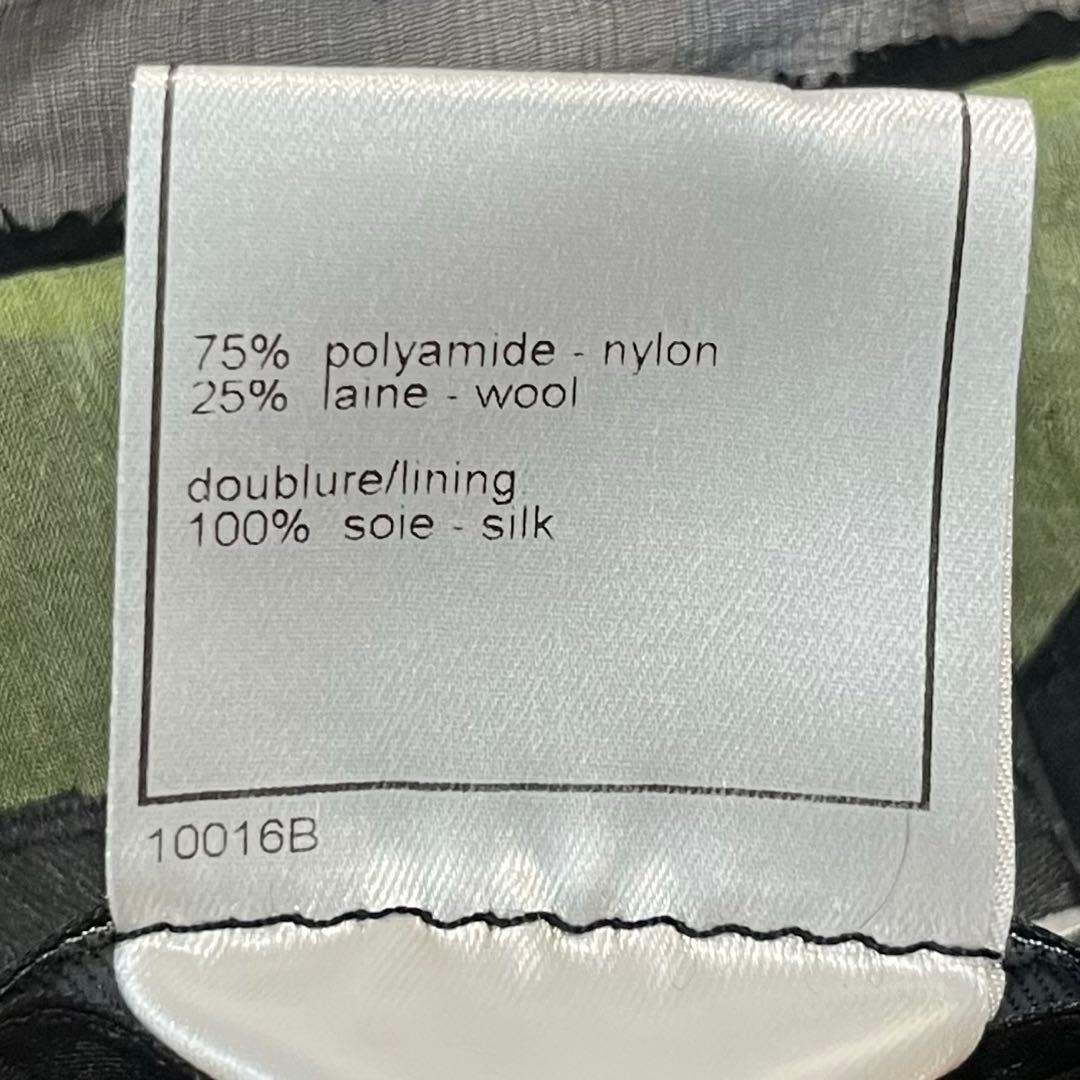 75% polyamide - nylon
25% laine - wool
doublure/lining
100% soie - silk
10016B